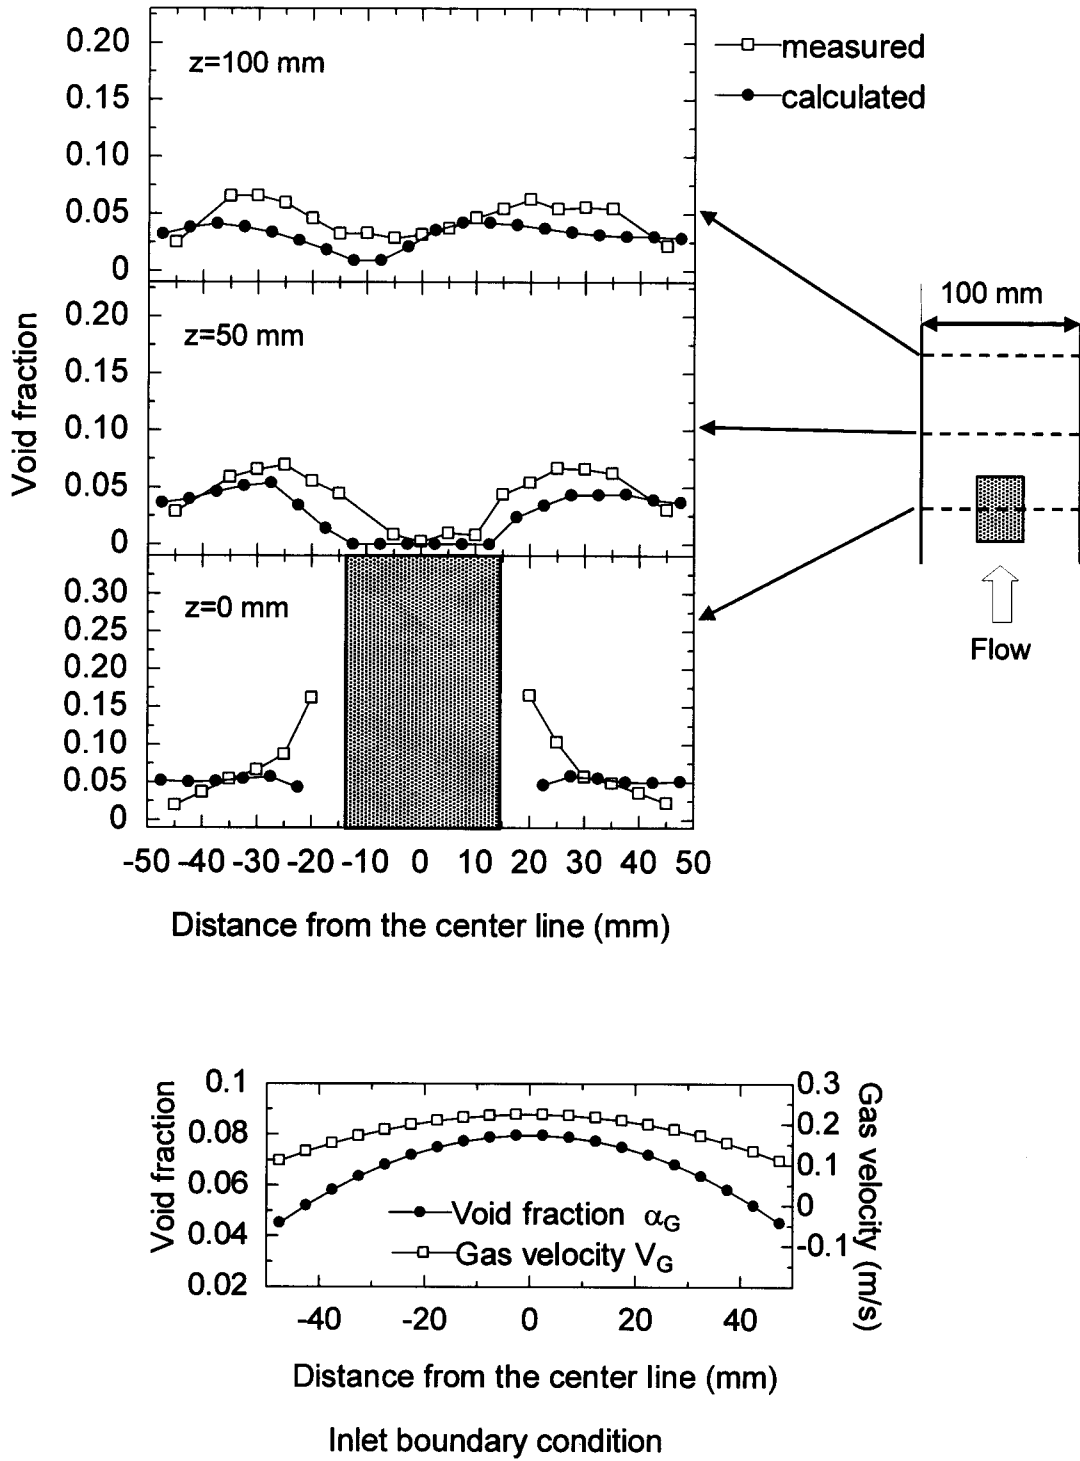 measured
calculated
z=100 mm
0.20
0.15
0.10
0.05
0
z=50 mm
0.20
0.15
0.10
0.05
0
Void fraction
z=0 mm
0.30
0.25
0.20
0.15
0.10
0.05
0
-50 -40 -30 -20 -10 0 10 20 30 40 50
Distance from the center line (mm)
100 mm
Flow
0.1
0.08
0.06
0.04
0.02
Void fraction
Void fraction αG
Gas velocity VG
0.3
0.2
0.1
0
-0.1
Gas velocity (m/s)
-40 -20 0 20 40
Distance from the center line (mm)
Inlet boundary condition